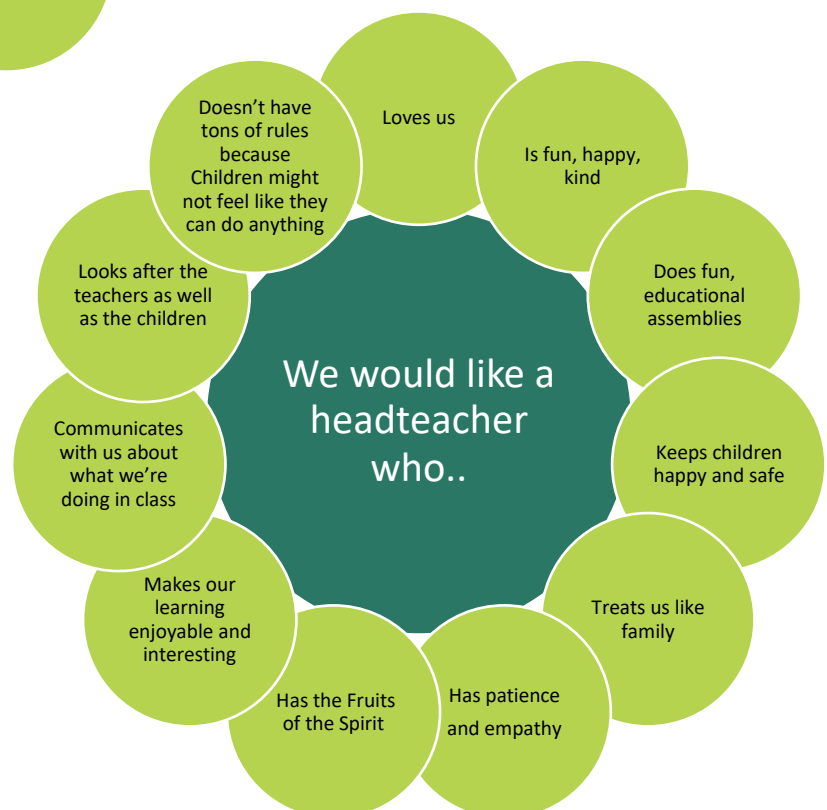 We would like a
headteacher
who..
Loves us
Is fun, happy,
kind
Does fun,
educational
assemblies
Keeps children
happy and safe
Treats us like
family
Has patience
and empathy
Has the Fruits
of the Spirit
Makes our
learning
enjoyable and
interesting
Communicates
with us about
what we’re
doing in class
Looks after the
teachers as well
as the children
Doesn’t have
tons of rules
because
Children might
not feel like they
can do anything